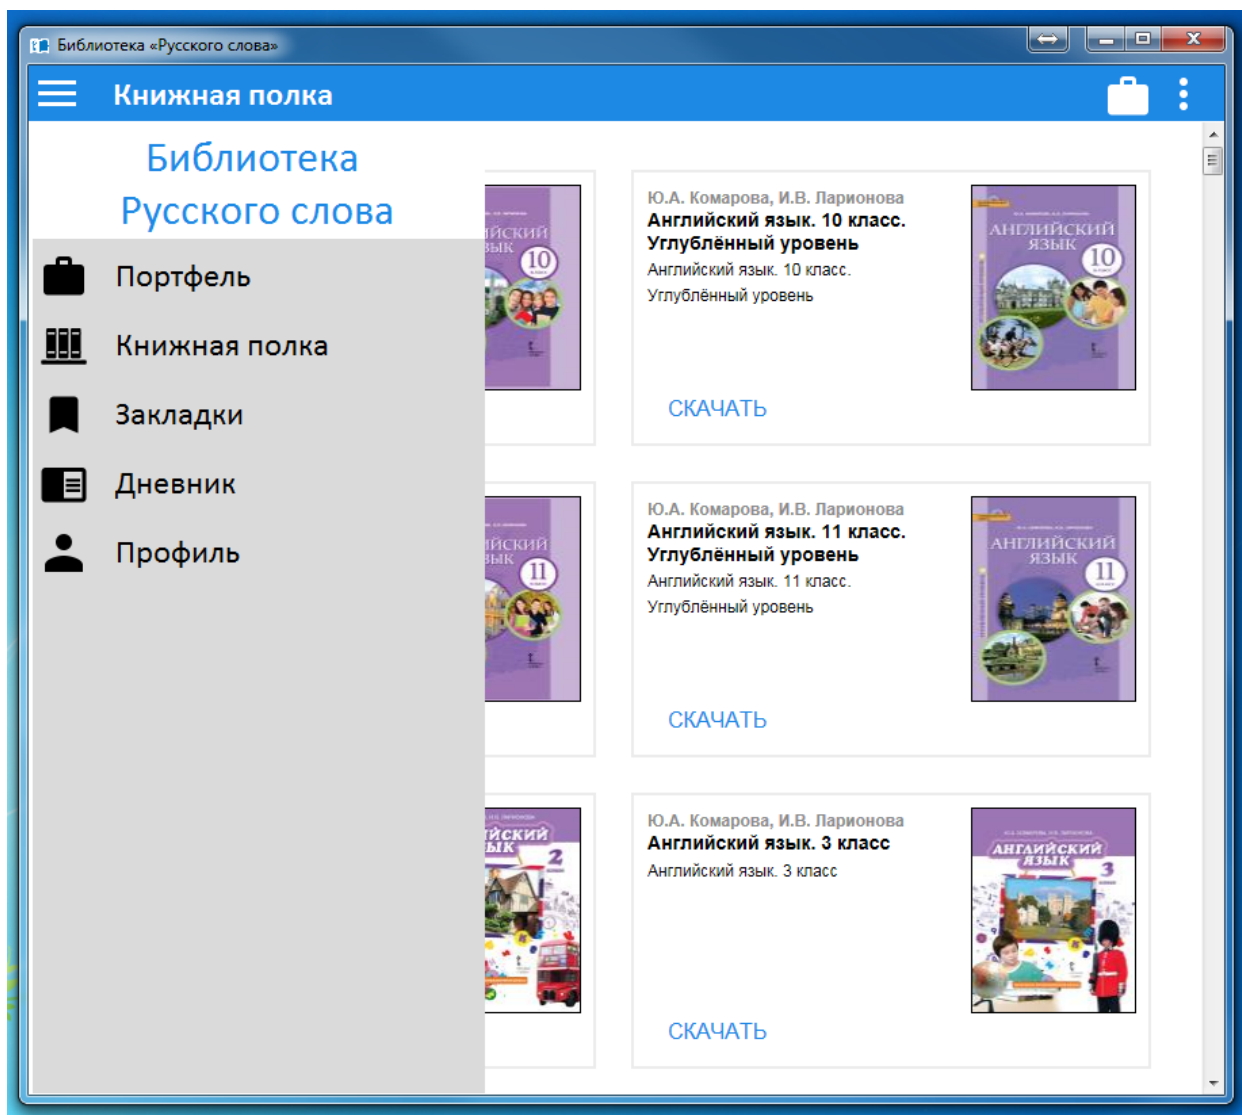 Библиотека «Русского слова»
Книжная полка
Библиотека
Русского слова
Портфель
Книжная полка
Закладки
Дневник
Профиль
10
Ю.А. Комарова, И.В. Ларионова
Английский язык. 10 класс.
Углублённый уровень
Английский язык. 10 класс.
Углублённый уровень
СКАЧАТЬ
АНГЛИЙСКИЙ
ЯЗЫК
10
11
Ю.А. Комарова, И.В. Ларионова
Английский язык. 11 класс.
Углублённый уровень
Английский язык. 11 класс.
Углублённый уровень
СКАЧАТЬ
АНГЛИЙСКИЙ
ЯЗЫК
11
2
Ю.А. Комарова, И.В. Ларионова
Английский язык. 3 класс
Английский язык. 3 класс
СКАЧАТЬ
АНГЛИЙСКИЙ
ЯЗЫК
3